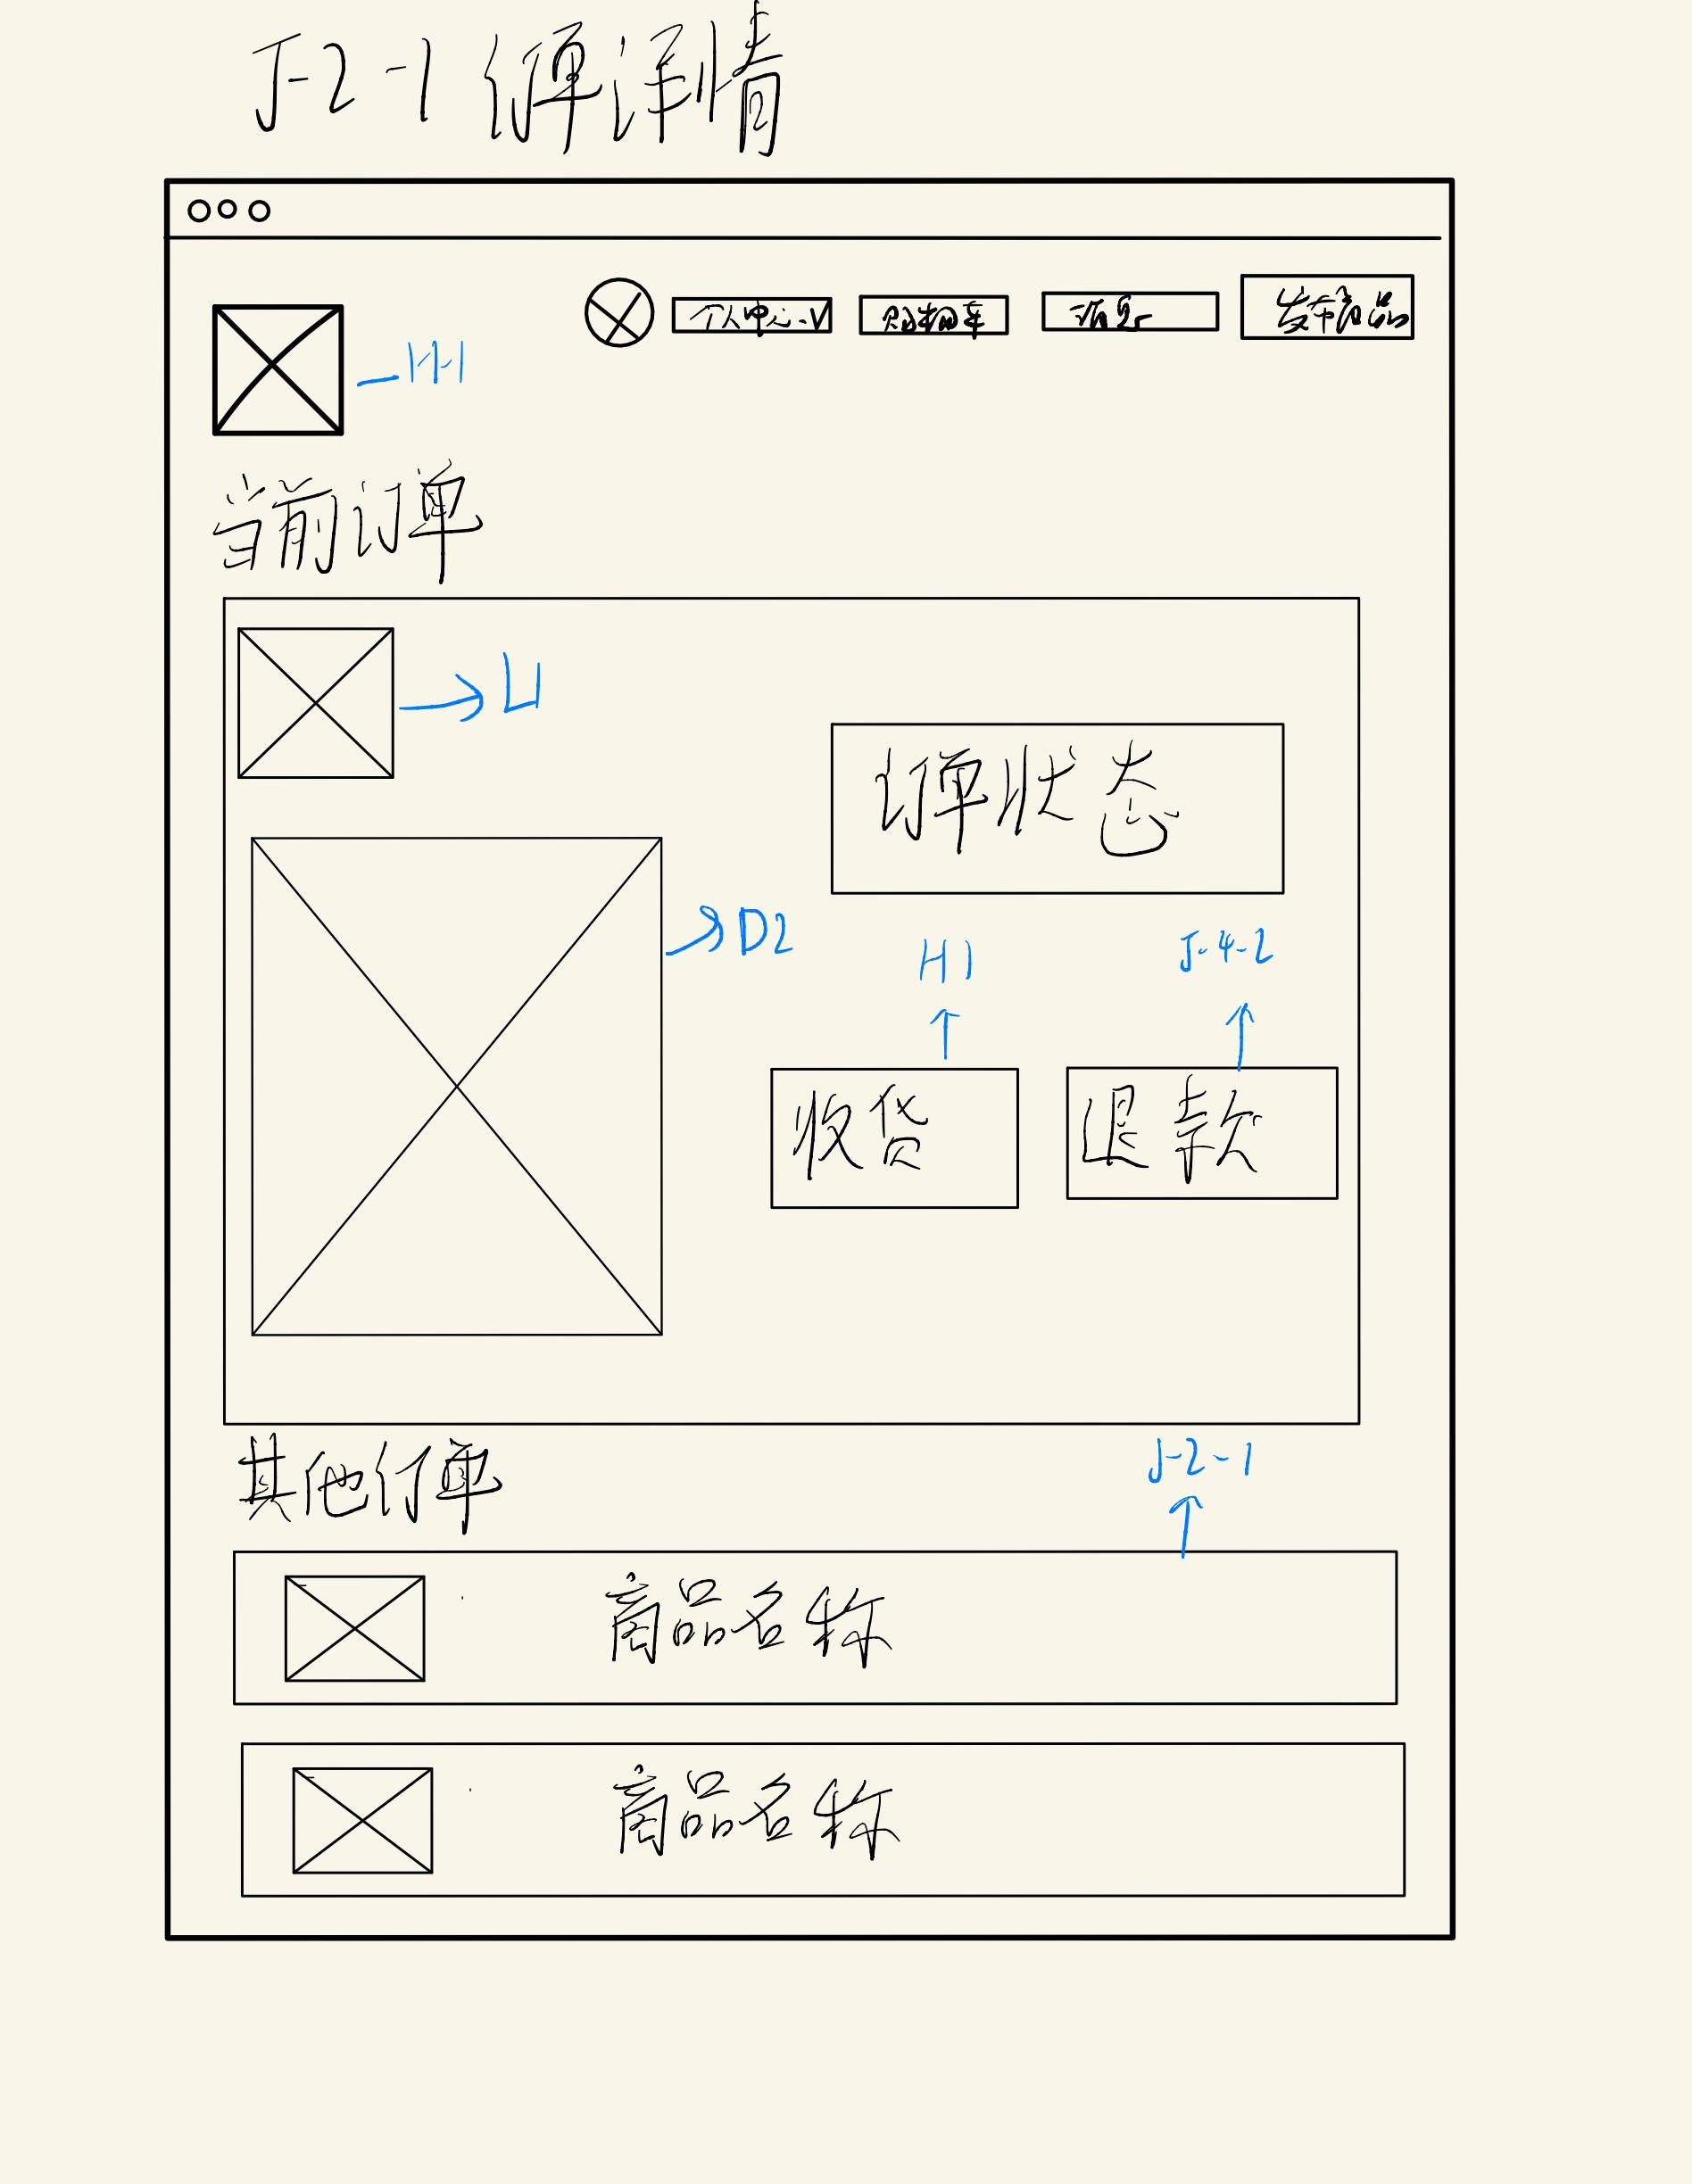 J-2-1 订单详情
个人中心 V
购物车
消息
发布商品
H-1
当前订单
L1
订单状态
D2
H1
J-4-2
收货
退款
其他订单
J-2-1
商品名称
商品名称